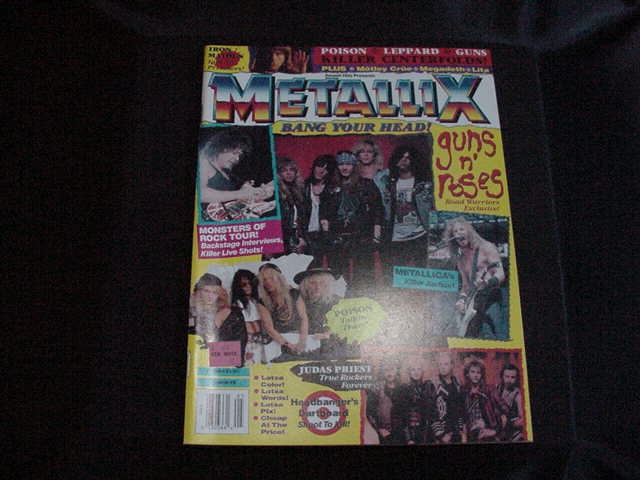 IRON
MAIDEN
POISON LEPPARD GUNS
KILLER CENTERFOLDS!
PLUS • Mötley Crüe • Megadeth • Lita
METALLIX
BANG YOUR HEAD!
guns
n'
roses
Road Warriors
Exclusive!
MONSTERS OF
ROCK TOUR!
Backstage Interviews,
Killer Live Shots!
METALLICA's
Killer Justice!
POISON
Talkin'
JUDAS PRIEST
True Rockers
Forever
• Lotsa
Color!
• Lotsa
Words!
• Lotsa
Pix!
• Cheap
At The
Price!
Headbanger's
Dartboard
Shoot To Kill!